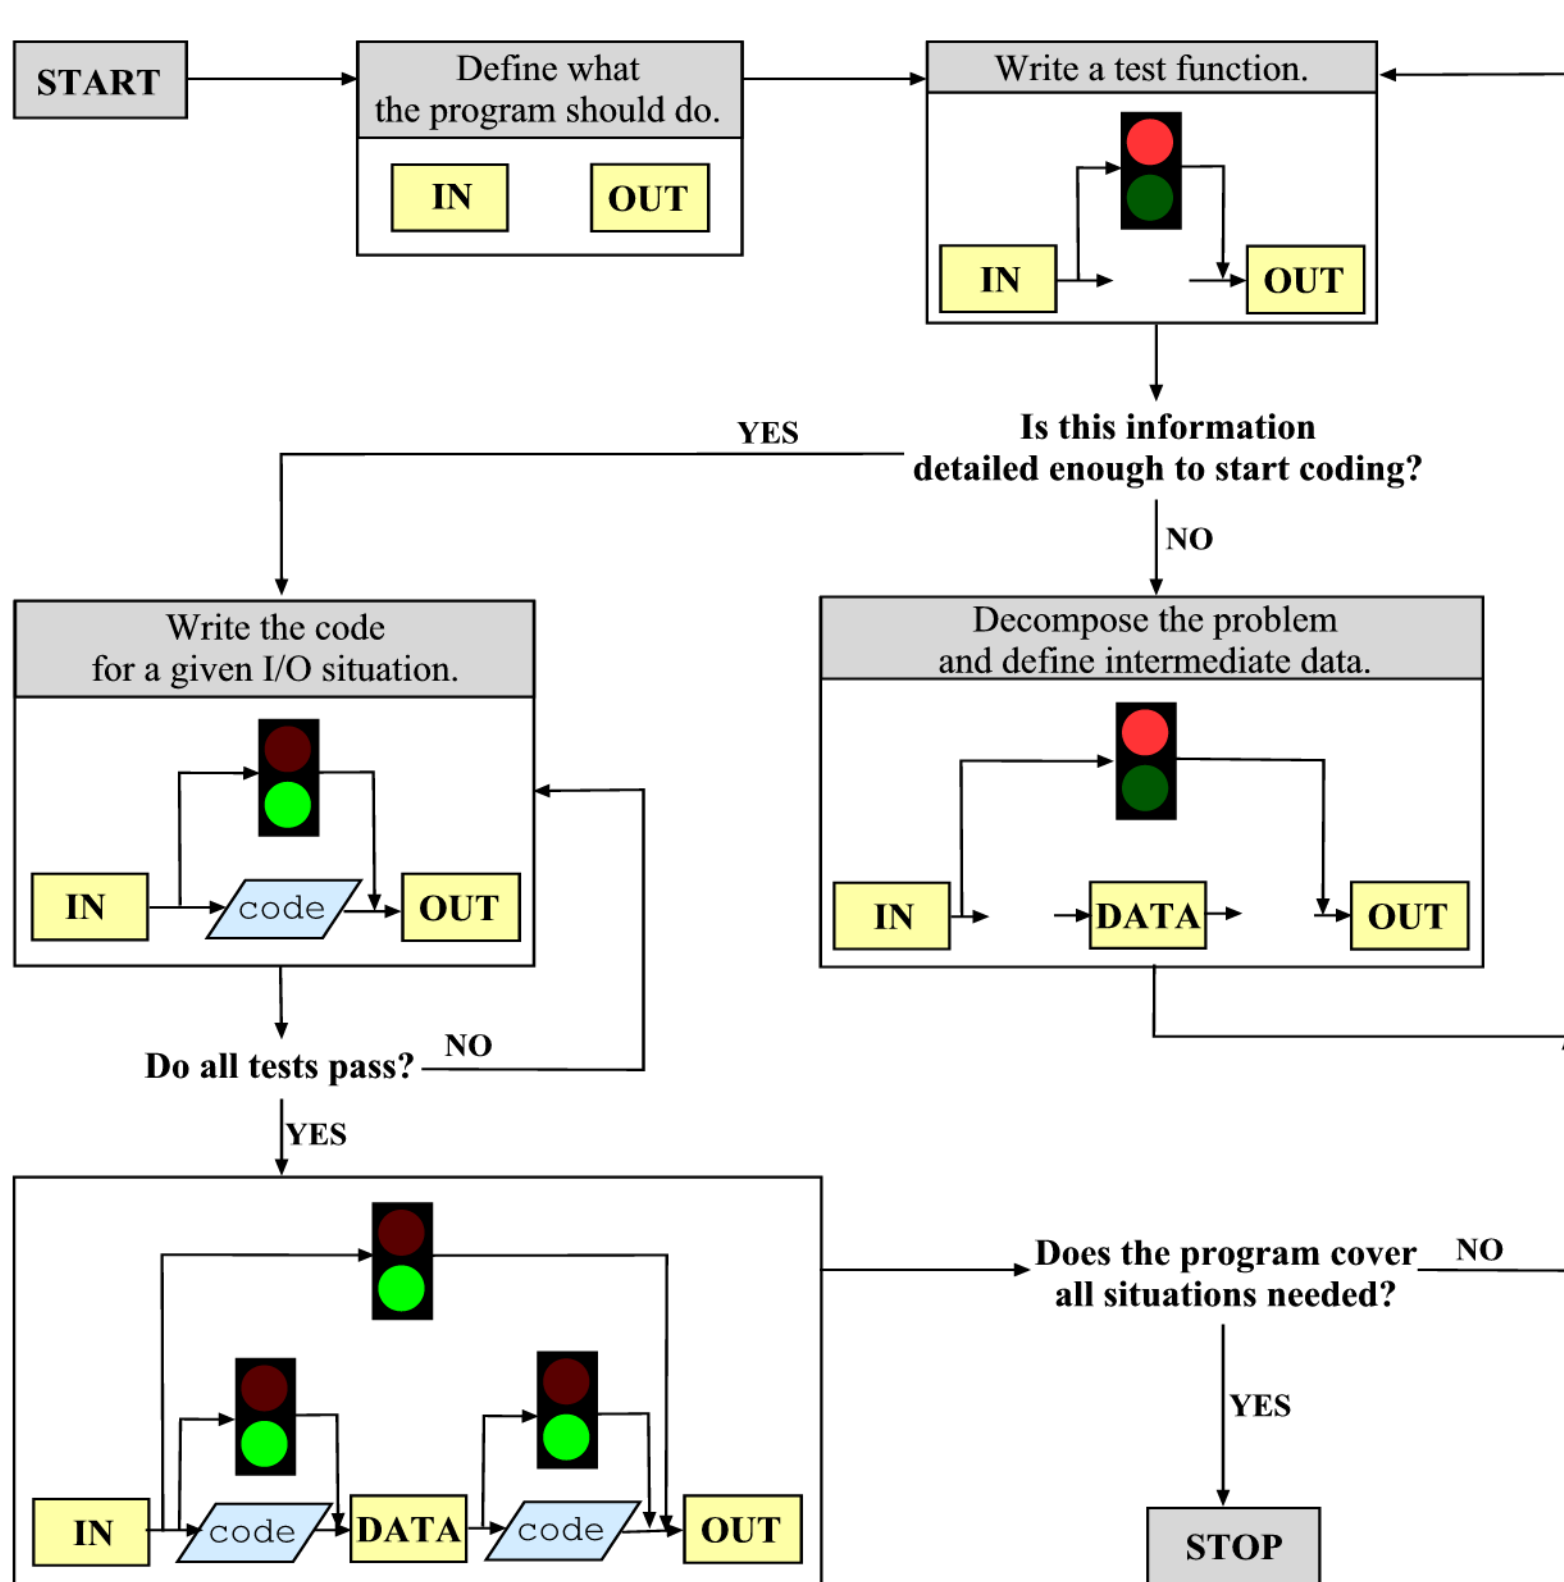 START
Define what
the program should do.
IN
OUT
Write a test function.
IN
OUT
Is this information
detailed enough to start coding?
YES
NO
Write the code
for a given I/O situation.
IN
code
OUT
Decompose the problem
and define intermediate data.
IN
DATA
OUT
Do all tests pass?
NO
YES
IN
code
DATA
code
OUT
Does the program cover
all situations needed?
NO
YES
STOP